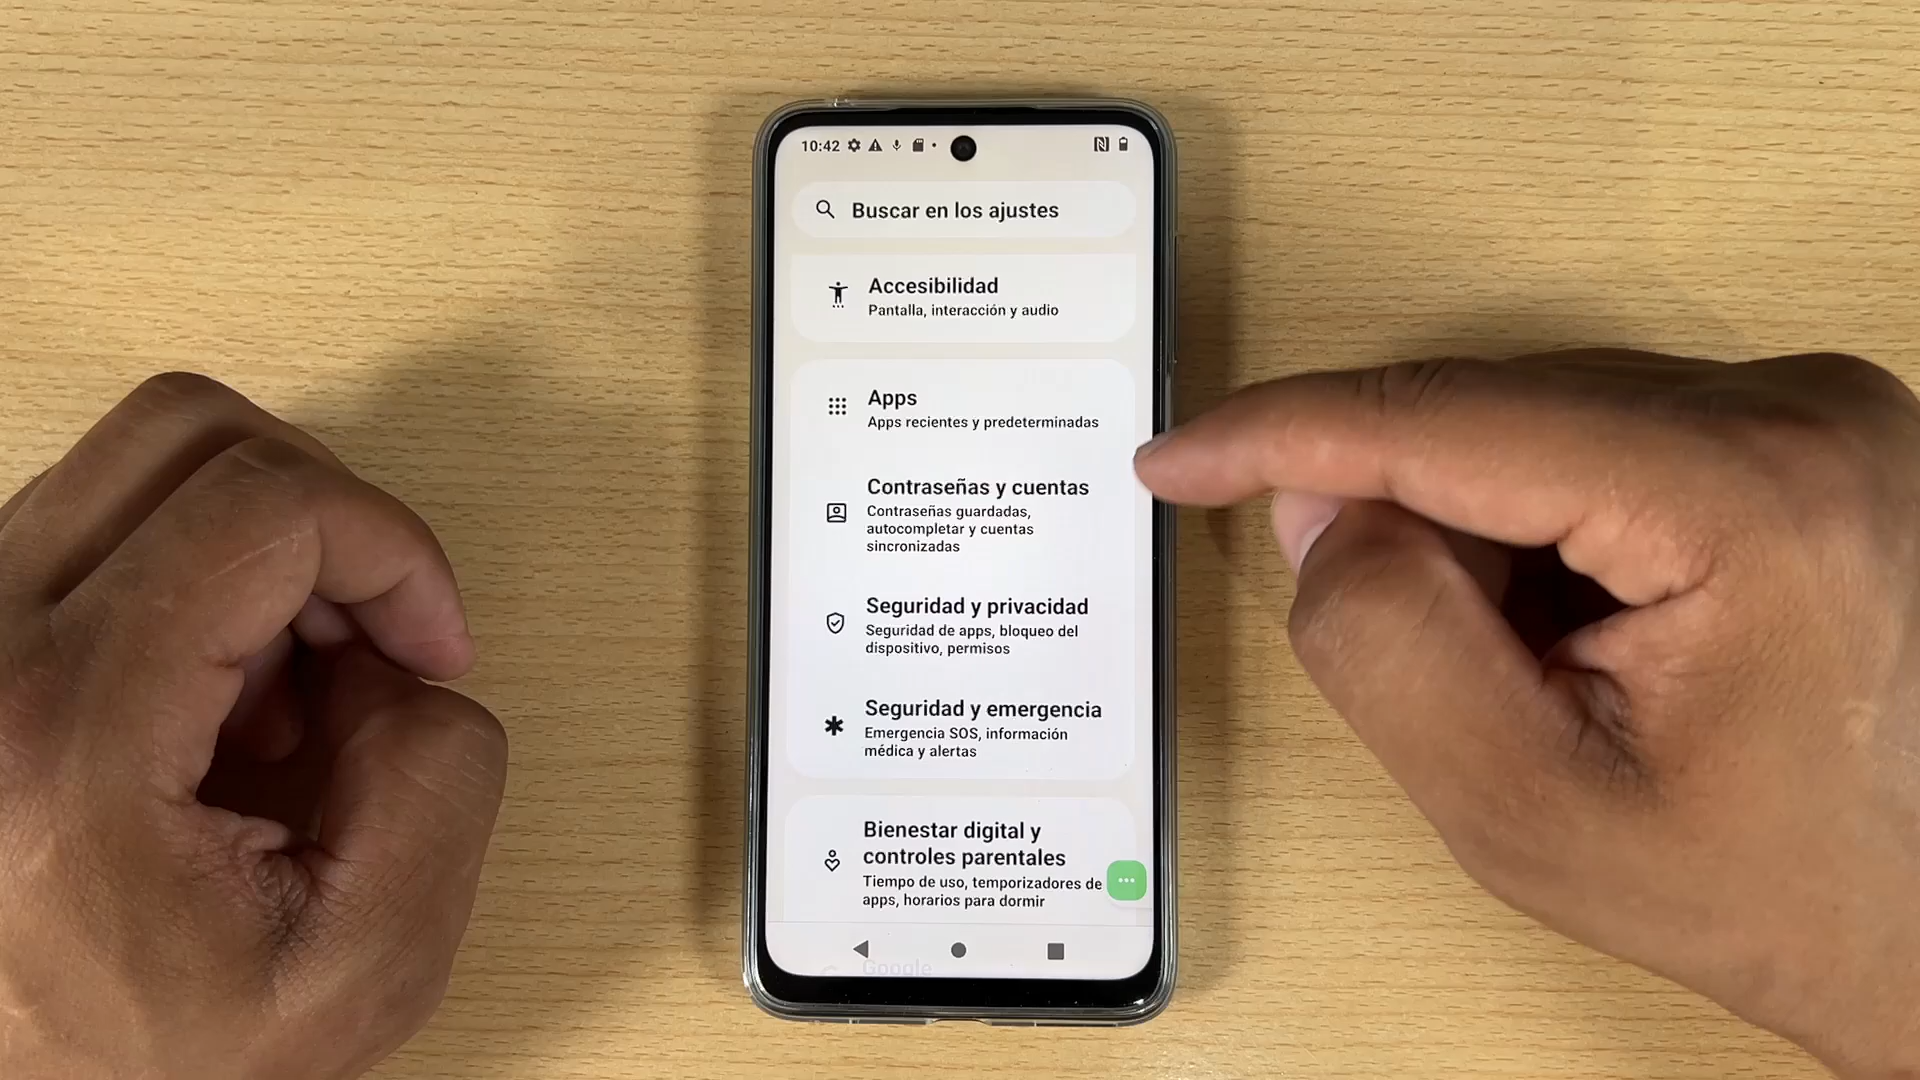 10:42
Buscar en los ajustes
Accesibilidad
Pantalla, interacción y audio
Apps
Apps recientes y predeterminadas
Contraseñas y cuentas
Contraseñas guardadas,
autocompletar y cuentas
sincronizadas
Seguridad y privacidad
Seguridad de apps, bloqueo del
dispositivo, permisos
Seguridad y emergencia
Emergencia SOS, información
médica y alertas
Bienestar digital y
controles parentales
Tiempo de uso, temporizadores de
apps, horarios para dormir
Google